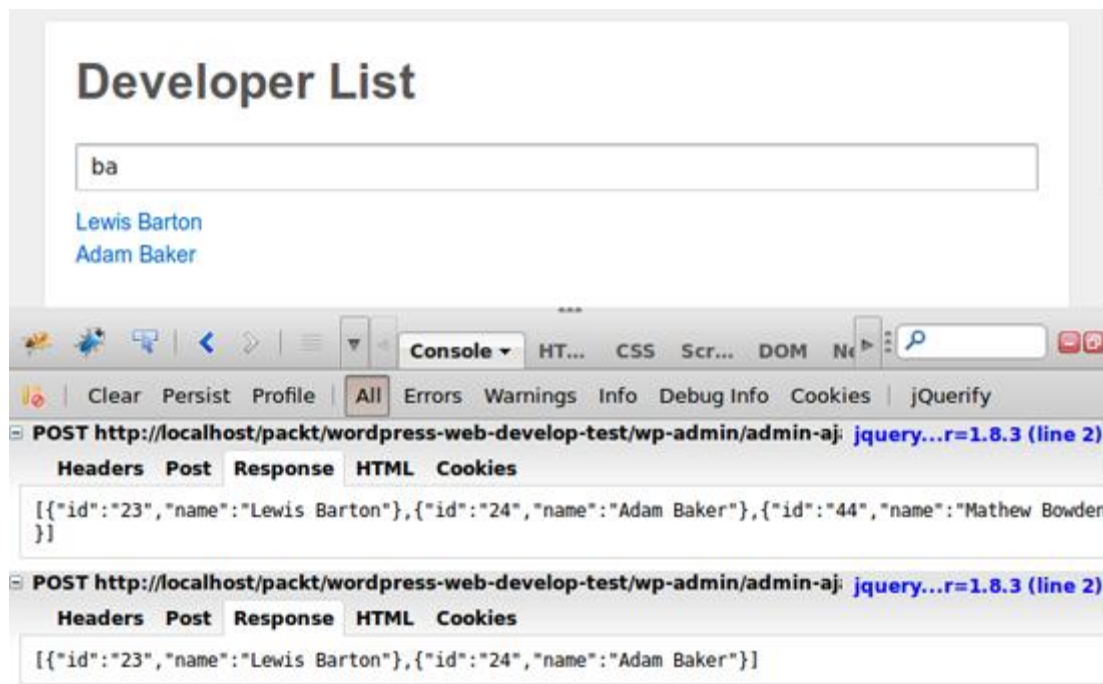 Developer List
ba
Lewis Barton
Adam Baker
Console HT... CSS Scr... DOM
Clear Persist Profile All Errors Warnings Info Debug Info Cookies jQuerify
POST http://localhost/packt/wordpress-web-develop-test/wp-admin/admin-aj jquery...r=1.8.3 (line 2)
Headers Post Response HTML Cookies
[{"id":"23","name":"Lewis Barton"},{"id":"24","name":"Adam Baker"},{"id":"44","name":"Mathew Bowden
}]
POST http://localhost/packt/wordpress-web-develop-test/wp-admin/admin-aj jquery...r=1.8.3 (line 2)
Headers Post Response HTML Cookies
[{"id":"23","name":"Lewis Barton"},{"id":"24","name":"Adam Baker"}]